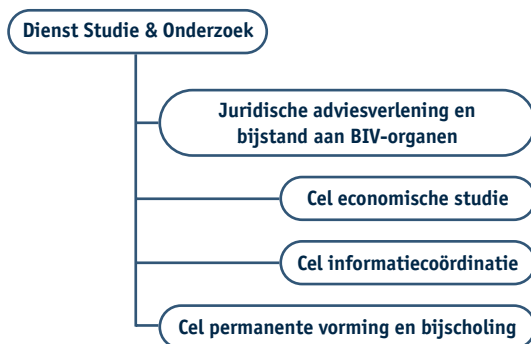 Dienst Studie & Onderzoek
Juridische adviesverlening en
bijstand aan BIV-organen
Cel economische studie
Cel informatiecoördinatie
Cel permanente vorming en bijscholing